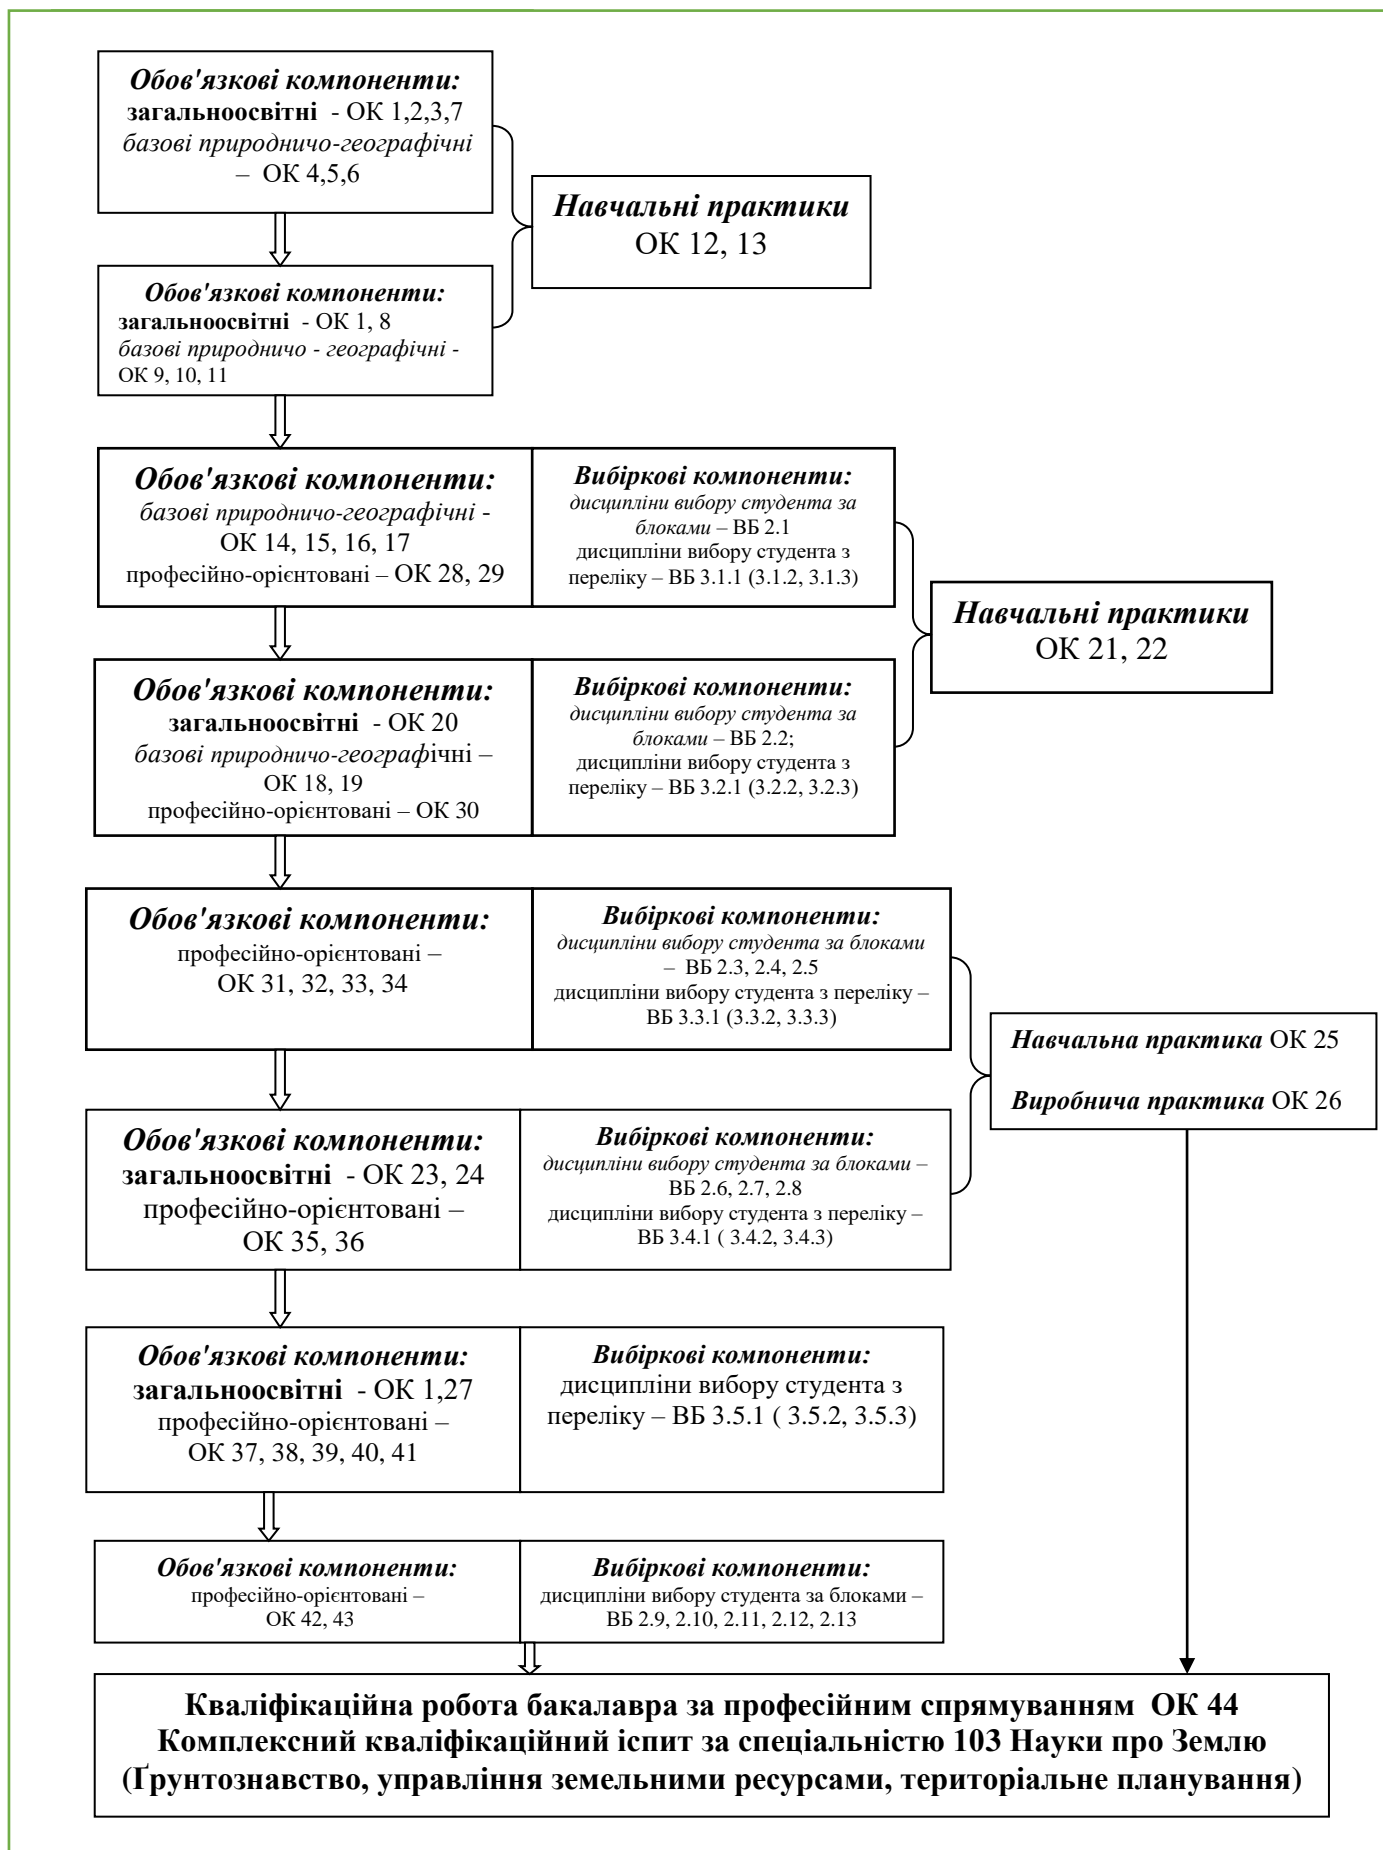 Обов'язкові компоненти:
загальноосвітні - ОК 1,2,3,7
базові природничо-географічні
– ОК 4,5,6
Навчальні практики
ОК 12, 13
Обов'язкові компоненти:
загальноосвітні - ОК 1, 8
базові природничо - географічні -
ОК 9, 10, 11
Обов'язкові компоненти:
базові природничо-географічні -
ОК 14, 15, 16, 17
професійно-орієнтовані – ОК 28, 29
Вибіркові компоненти:
дисципліни вибору студента за
блоками – ВБ 2.1
дисципліни вибору студента з
переліку – ВБ 3.1.1 (3.1.2, 3.1.3)
Навчальні практики
ОК 21, 22
Обов'язкові компоненти:
загальноосвітні - ОК 20
базові природничо-географічні –
ОК 18, 19
професійно-орієнтовані – ОК 30
Вибіркові компоненти:
дисципліни вибору студента за
блоками – ВБ 2.2;
дисципліни вибору студента з
переліку – ВБ 3.2.1 (3.2.2, 3.2.3)
Обов'язкові компоненти:
професійно-орієнтовані –
ОК 31, 32, 33, 34
Вибіркові компоненти:
дисципліни вибору студента за блоками
– ВБ 2.3, 2.4, 2.5
дисципліни вибору студента з переліку –
ВБ 3.3.1 (3.3.2, 3.3.3)
Навчальна практика ОК 25
Виробнича практика ОК 26
Обов'язкові компоненти:
загальноосвітні - ОК 23, 24
професійно-орієнтовані –
ОК 35, 36
Вибіркові компоненти:
дисципліни вибору студента за блоками –
ВБ 2.6, 2.7, 2.8
дисципліни вибору студента з переліку –
ВБ 3.4.1 ( 3.4.2, 3.4.3)
Обов'язкові компоненти:
загальноосвітні - ОК 1,27
професійно-орієнтовані –
ОК 37, 38, 39, 40, 41
Вибіркові компоненти:
дисципліни вибору студента з
переліку – ВБ 3.5.1 ( 3.5.2, 3.5.3)
Обов'язкові компоненти:
професійно-орієнтовані –
ОК 42, 43
Вибіркові компоненти:
дисципліни вибору студента за блоками –
ВБ 2.9, 2.10, 2.11, 2.12, 2.13
Кваліфікаційна робота бакалавра за професійним спрямуванням ОК 44
Комплексний кваліфікаційний іспит за спеціальністю 103 Науки про Землю
(Ґрунтознавство, управління земельними ресурсами, територіальне планування)